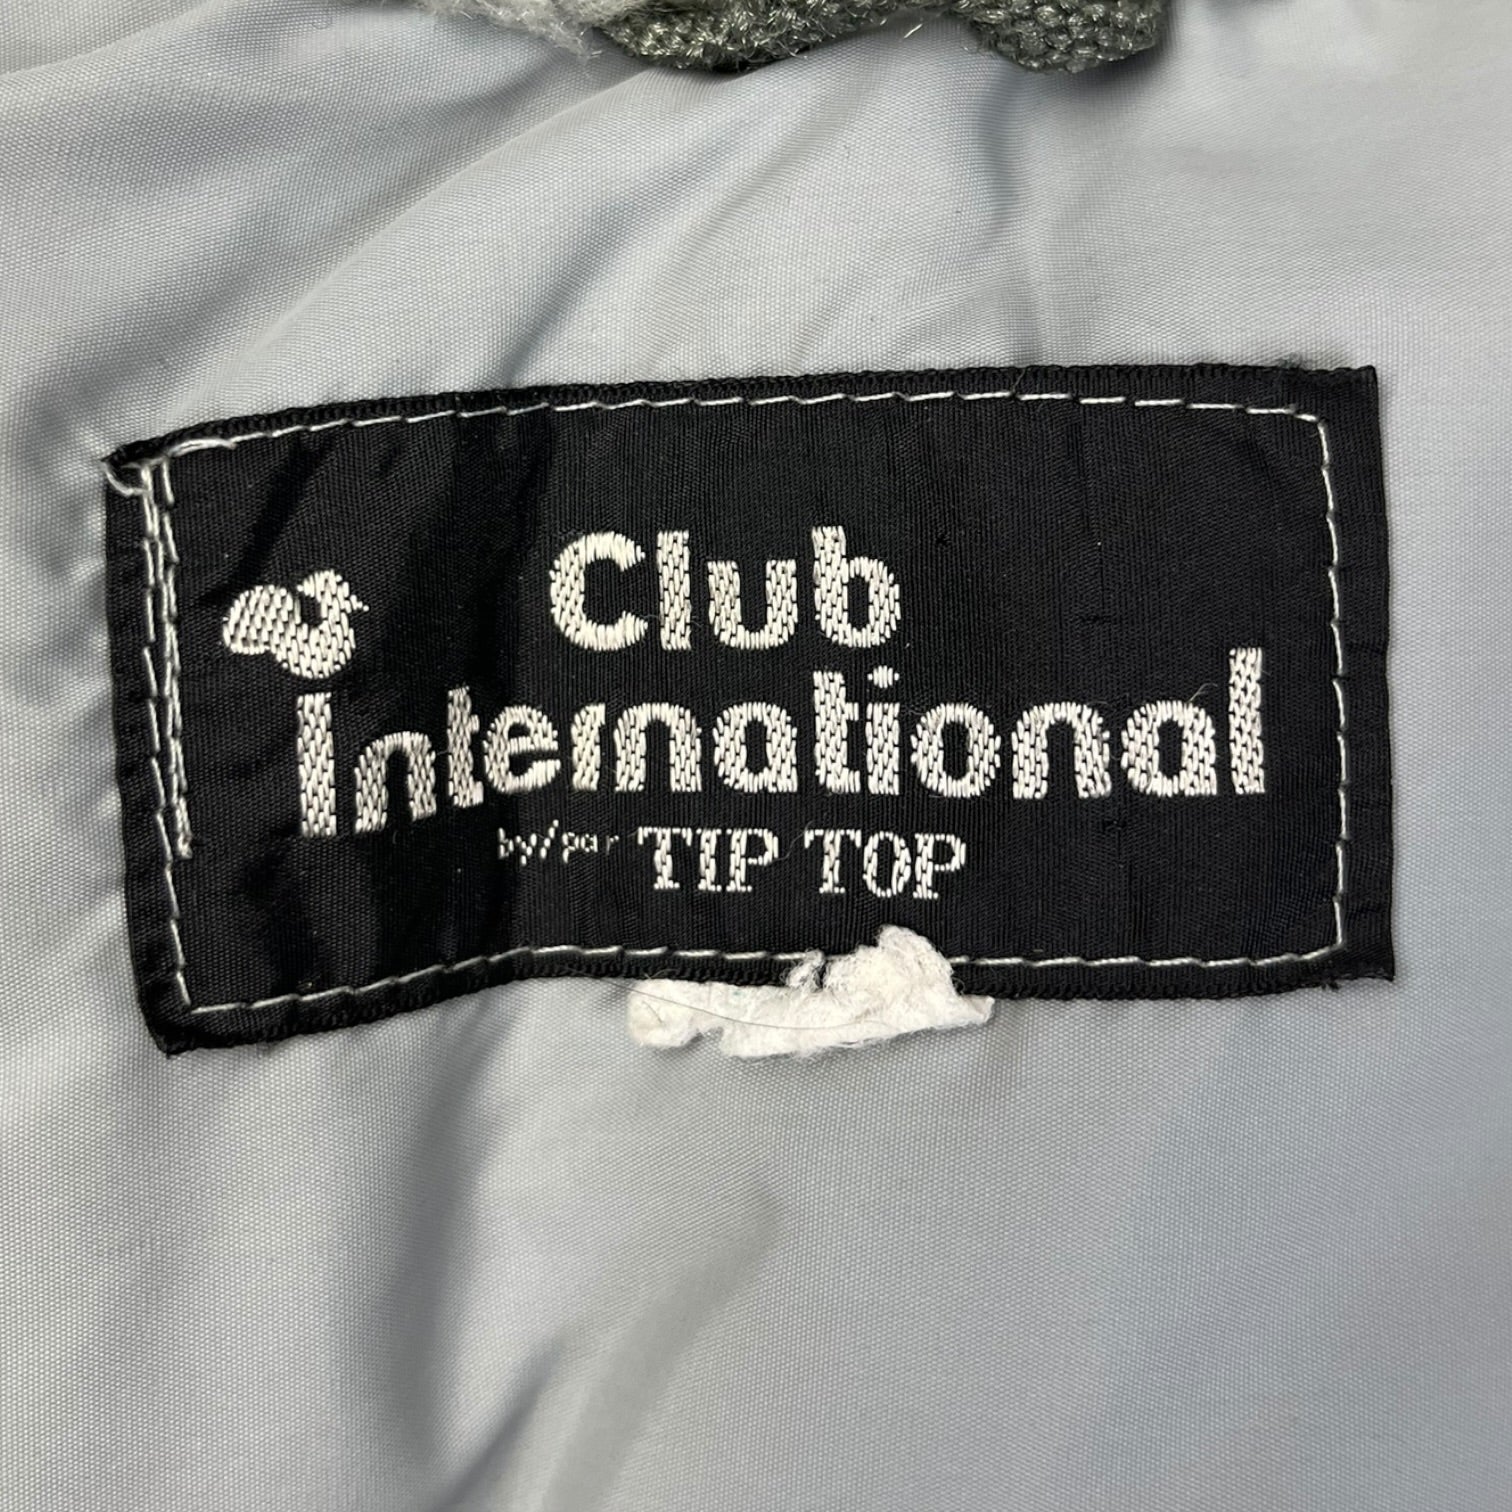 Club
International
by/par TIP TOP